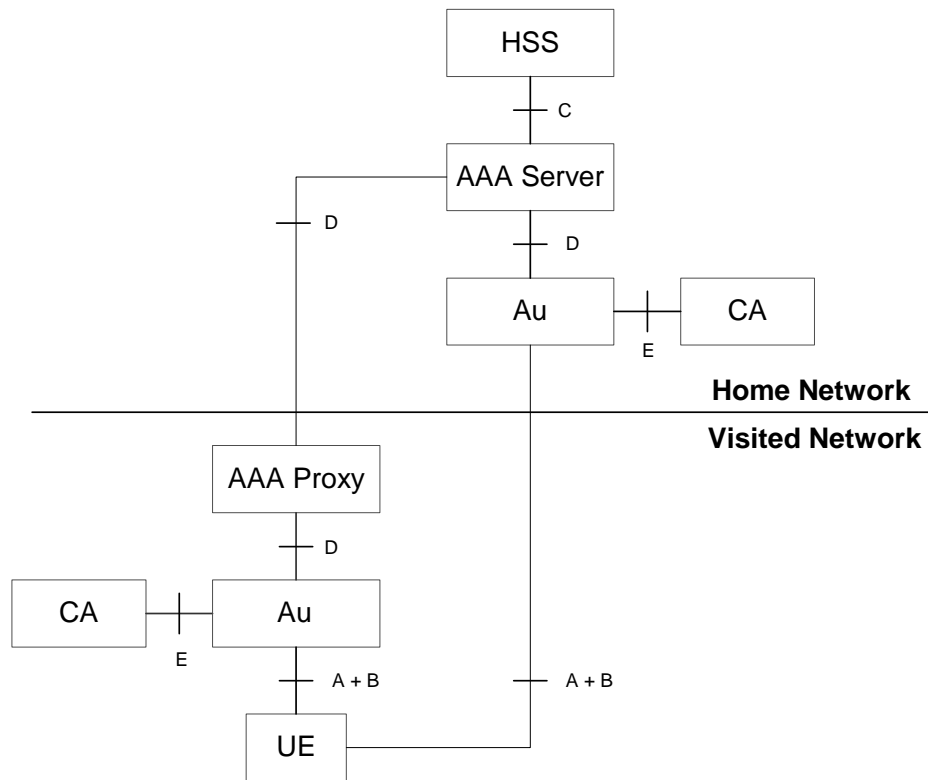 HSS
C
AAA Server
D
D
Au
CA
E
Home Network
Visited Network
AAA Proxy
D
CA
Au
E
A + B
A + B
UE